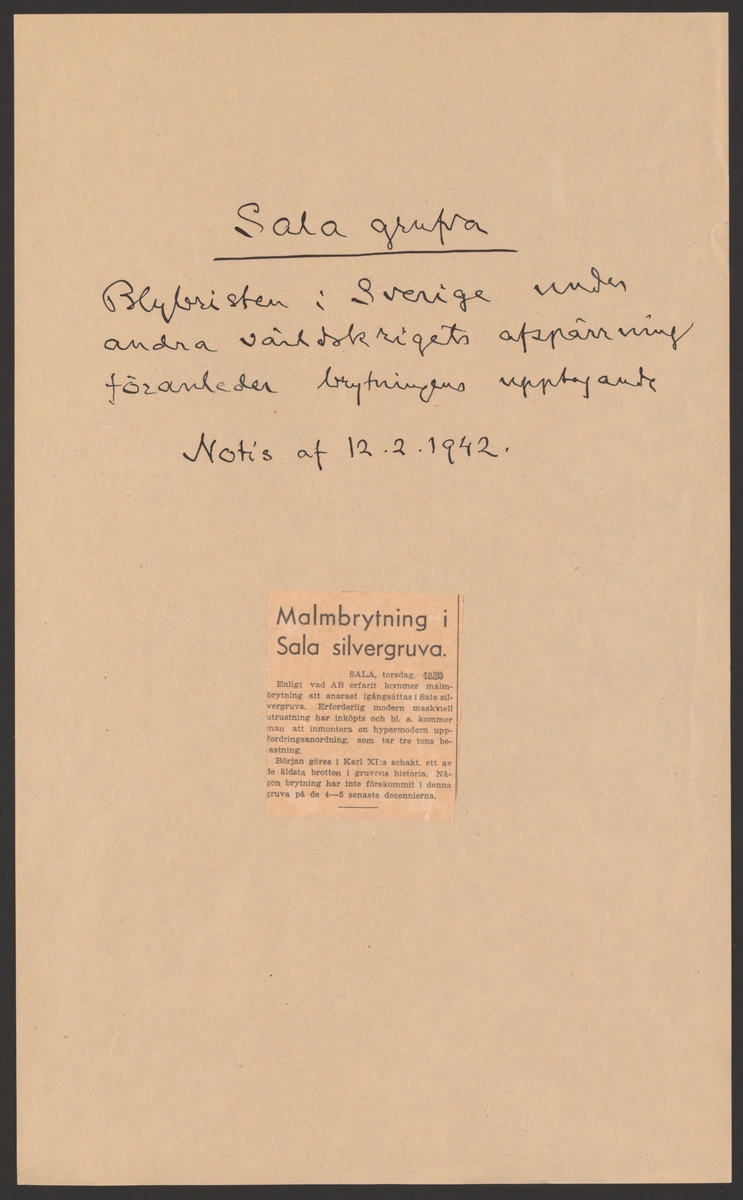 Sala grufva
Blybristen i Sverige under
andra världskrigets afspärrning
föranleder brytningens upptagande
Notis af 12.2.1942.
Malmbrytning i
Sala silvergruva.
SALA, torsdag. (AB)
Enligt vad AB erfarit kommer malm-
brytning att snarast igångsättas i Sala sil-
vergruva. Erforderlig modern maskinell
utrustning har inköpts och bl. a. kommer
man att inmontera en hypermodern upp-
fordringsanordning, som tar tre tons be-
lastning.
Början göres i Karl XI:s schakt, ett av
de äldsta brotten i gruvens historia. Nå-
gon brytning har inte förekommit i denna
gruva på de 4—5 senaste decennierna.